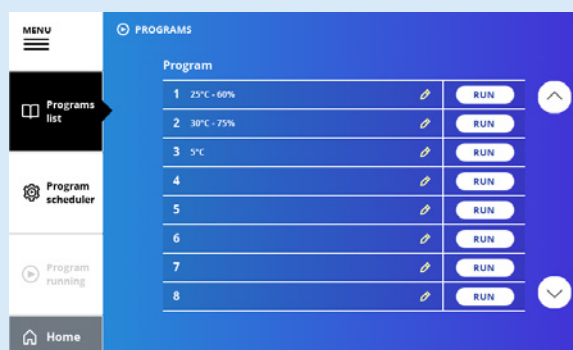 MENU
PROGRAMS
Programs
list
Program
scheduler
Program
running
Home
Program
1 25°C - 60% RUN
2 30°C - 75% RUN
3 5°C RUN
4 RUN
5 RUN
6 RUN
7 RUN
8 RUN